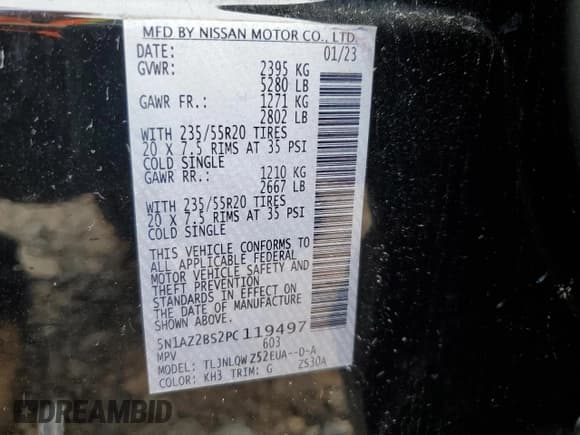 MFD BY NISSAN MOTOR CO., LTD.
DATE: 01/23
GVWR: 2395 KG
5280 LB
GAWR FR.: 1271 KG
2802 LB
WITH 235/55R20 TIRES
20 X 7.5 RIMS AT 35 PSI
COLD SINGLE
GAWR RR.: 1210 KG
2667 LB
WITH 235/55R20 TIRES
20 X 7.5 RIMS AT 35 PSI
COLD SINGLE
THIS VEHICLE CONFORMS TO
ALL APPLICABLE FEDERAL
MOTOR VEHICLE SAFETY AND
THEFT PREVENTION
STANDARDS IN EFFECT ON
THE DATE OF MANUFACTURE
SHOWN ABOVE.
5N1AZ2BS2PC119497
MPV 603
MODEL: TLJNLQWZ52EUA--D-A
COLOR: KH3 TRIM: G ZS30A
DREAMBID